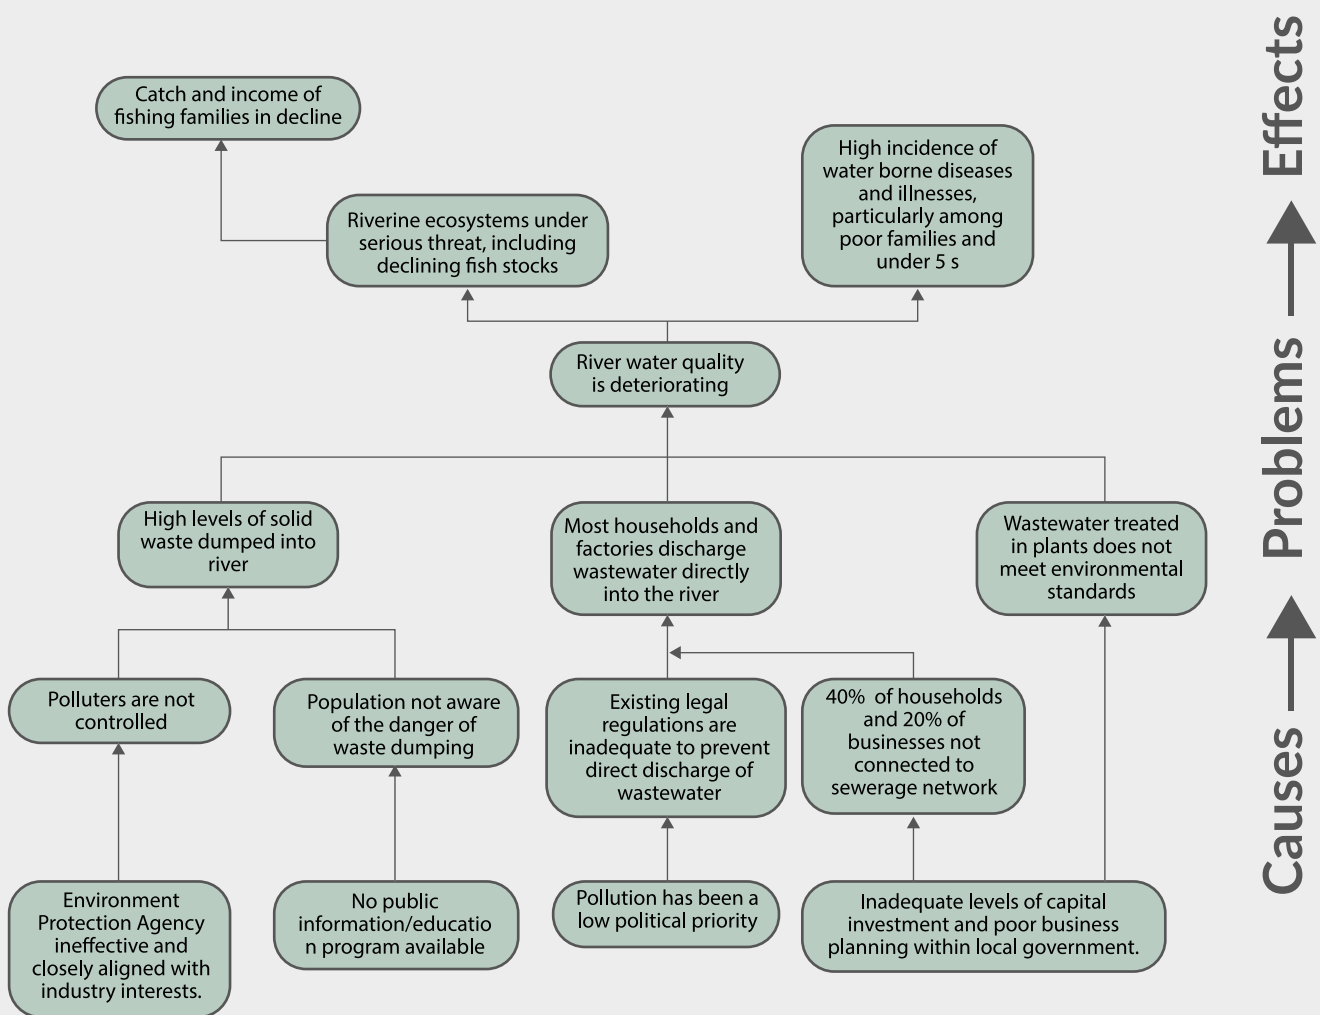 Catch and income of
fishing families in decline
High incidence of
water borne diseases
and illnesses,
particularly among
poor families and
under 5 s
Riverine ecosystems under
serious threat, including
declining fish stocks
River water quality
is deteriorating
High levels of solid
waste dumped into
river
Most households and
factories discharge
wastewater directly
into the river
Wastewater treated
in plants does not
meet environmental
standards
Polluters are not
controlled
Population not aware
of the danger of
waste dumping
Existing legal
regulations are
inadequate to prevent
direct discharge of
wastewater
40% of households
and 20% of
businesses not
connected to
sewerage network
Environment
Protection Agency
ineffective and
closely aligned with
industry interests.
No public
information/educatio
n program available
Pollution has been a
low political priority
Inadequate levels of capital
investment and poor business
planning within local government.
Causes
Problems
Effects